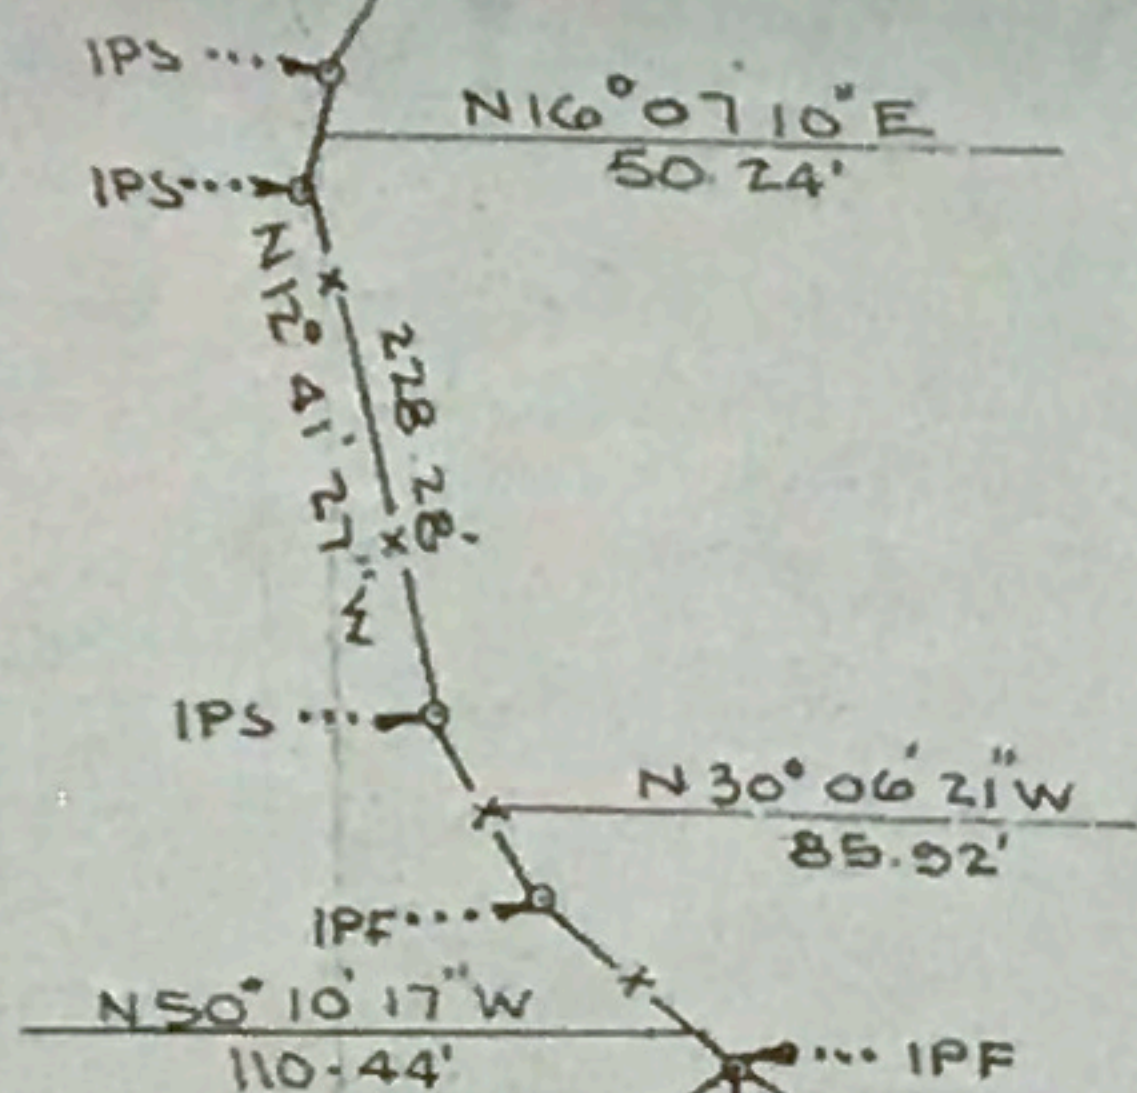 IPS
N16°07'10"E
50.24'
IPS
N12° 41' 27" W
228.28'
IPS
N 30° 06' 21" W
85.92'
IPF
N50° 10' 17" W
110.44'
IPF